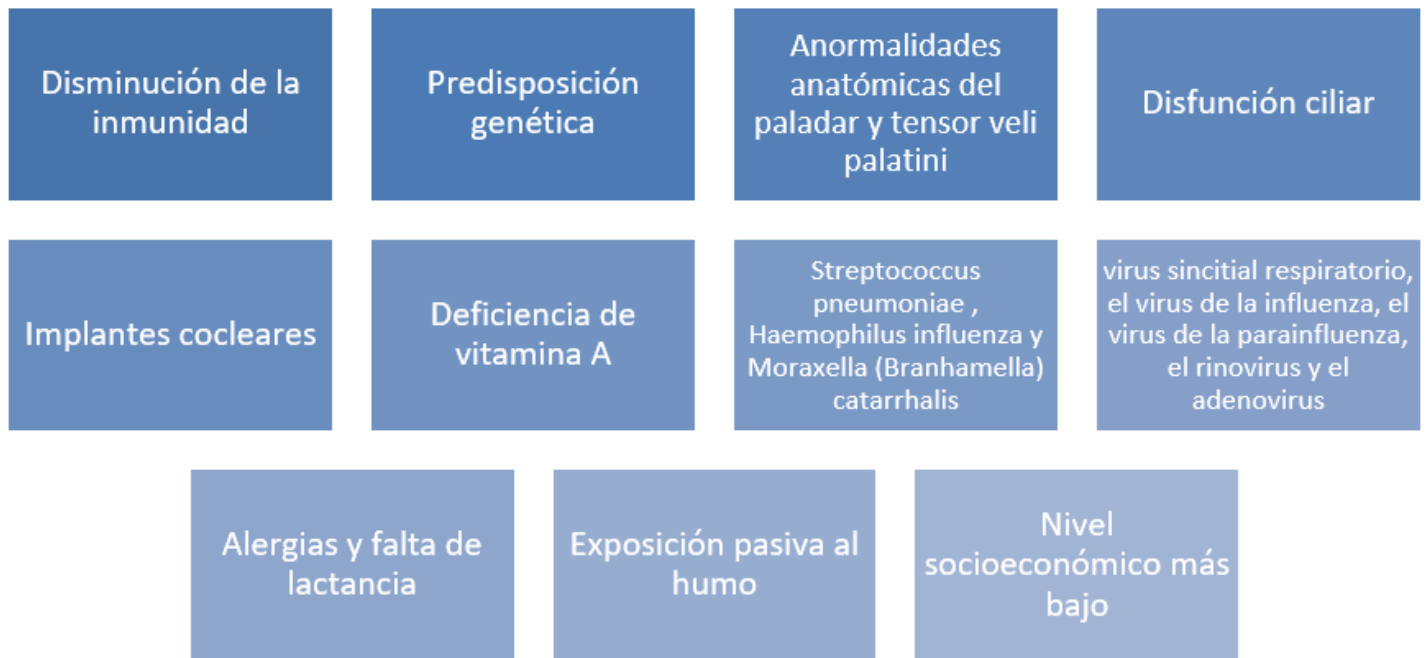 Disminución de la
inmunidad
Predisposición
genética
Anormalidades
anatómicas del
paladar y tensor veli
palatini
Disfunción ciliar
Implantes cocleares
Deficiencia de
vitamina A
Streptococcus
pneumoniae ,
Haemophilus influenza y
Moraxella (Branhamella)
catarrhalis
virus sincitial respiratorio,
el virus de la influenza, el
virus de la parainfluenza,
el rinovirus y el
adenovirus
Alergias y falta de
lactancia
Exposición pasiva al
humo
Nivel
socioeconómico más
bajo